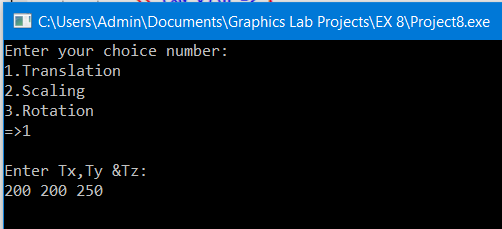 C:\Users\Admin\Documents\Graphics Lab Projects\EX 8\Project8.exe
Enter your choice number:
1.Translation
2.Scaling
3.Rotation
=>1
Enter Tx,Ty &Tz:
200 200 250